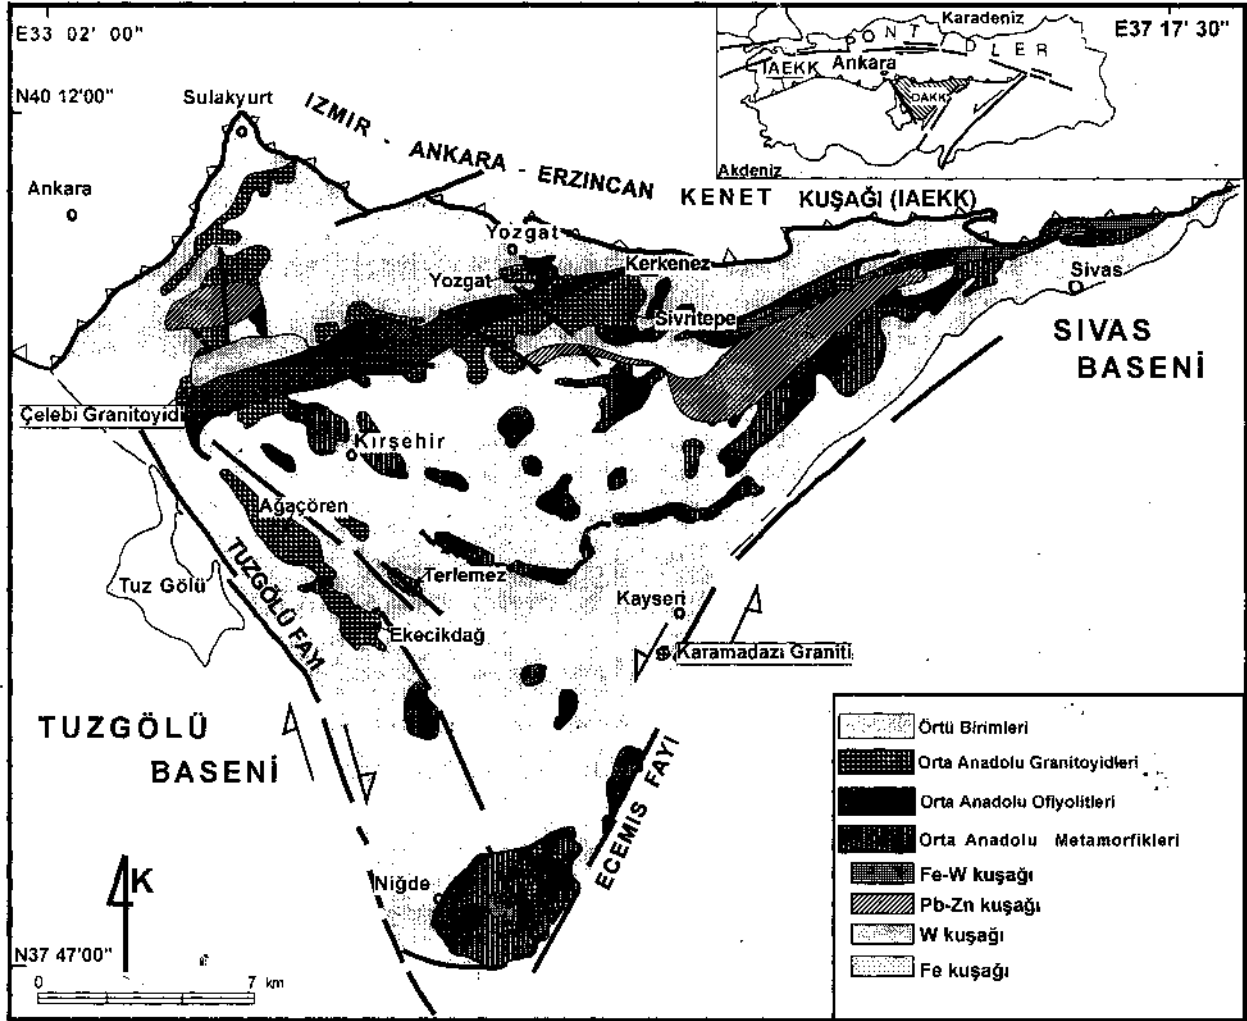 E33 02' 00"
Karadeniz
E37 17' 30"
PONTİDLER
IAEKK
Ankara
DAKK
Akdeniz
N40 12'00"
Sulakyurt
Ankara
IZMIR - ANKARA - ERZINCAN KENET KUŞAĞI (IAEKK)
Yozgat
Kerkenez
Yozgat
Sivas
Sivritepe
SIVAS
BASENİ
Çelebi Granitoyidi
Kırşehir
Ağaçören
TUZGÖLÜ FAYI
Tuz Gölü
Terlemez
Kayseri
Ekecikdağ
Karamadazı Graniti
TUZGÖLÜ
BASENİ
ECEMIS FAYI
Örtü Birimleri
Orta Anadolu Granitoyidleri
Orta Anadolu Ofiyolitleri
Orta Anadolu Metamorfikleri
Fe-W kuşağı
Pb-Zn kuşağı
W kuşağı
Fe kuşağı
K
Niğde
N37 47'00"
0 7 km